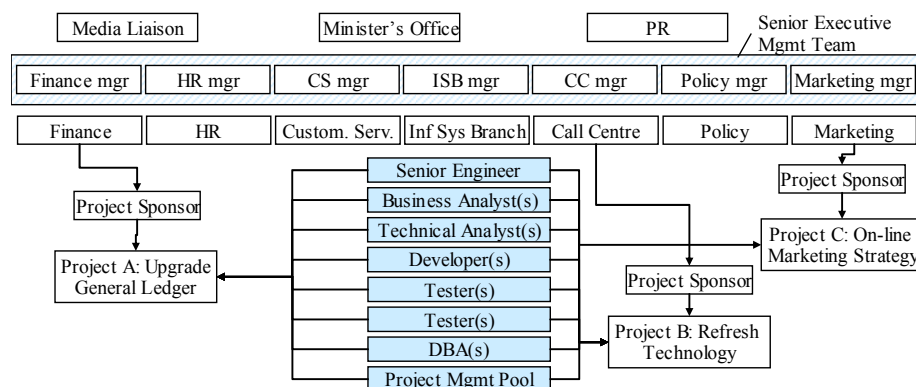 Media Liaison
Minister's Office
PR
Senior Executive
Mgmt Team
Finance mgr
HR mgr
CS mgr
ISB mgr
CC mgr
Policy mgr
Marketing mgr
Finance
HR
Custom. Serv.
Inf Sys Branch
Call Centre
Policy
Marketing
Senior Engineer
Business Analyst(s)
Technical Analyst(s)
Developer(s)
Tester(s)
Tester(s)
DBA(s)
Project Mgmt Pool
Project Sponsor
Project A: Upgrade
General Ledger
Project Sponsor
Project C: On-line
Marketing Strategy
Project Sponsor
Project B: Refresh
Technology